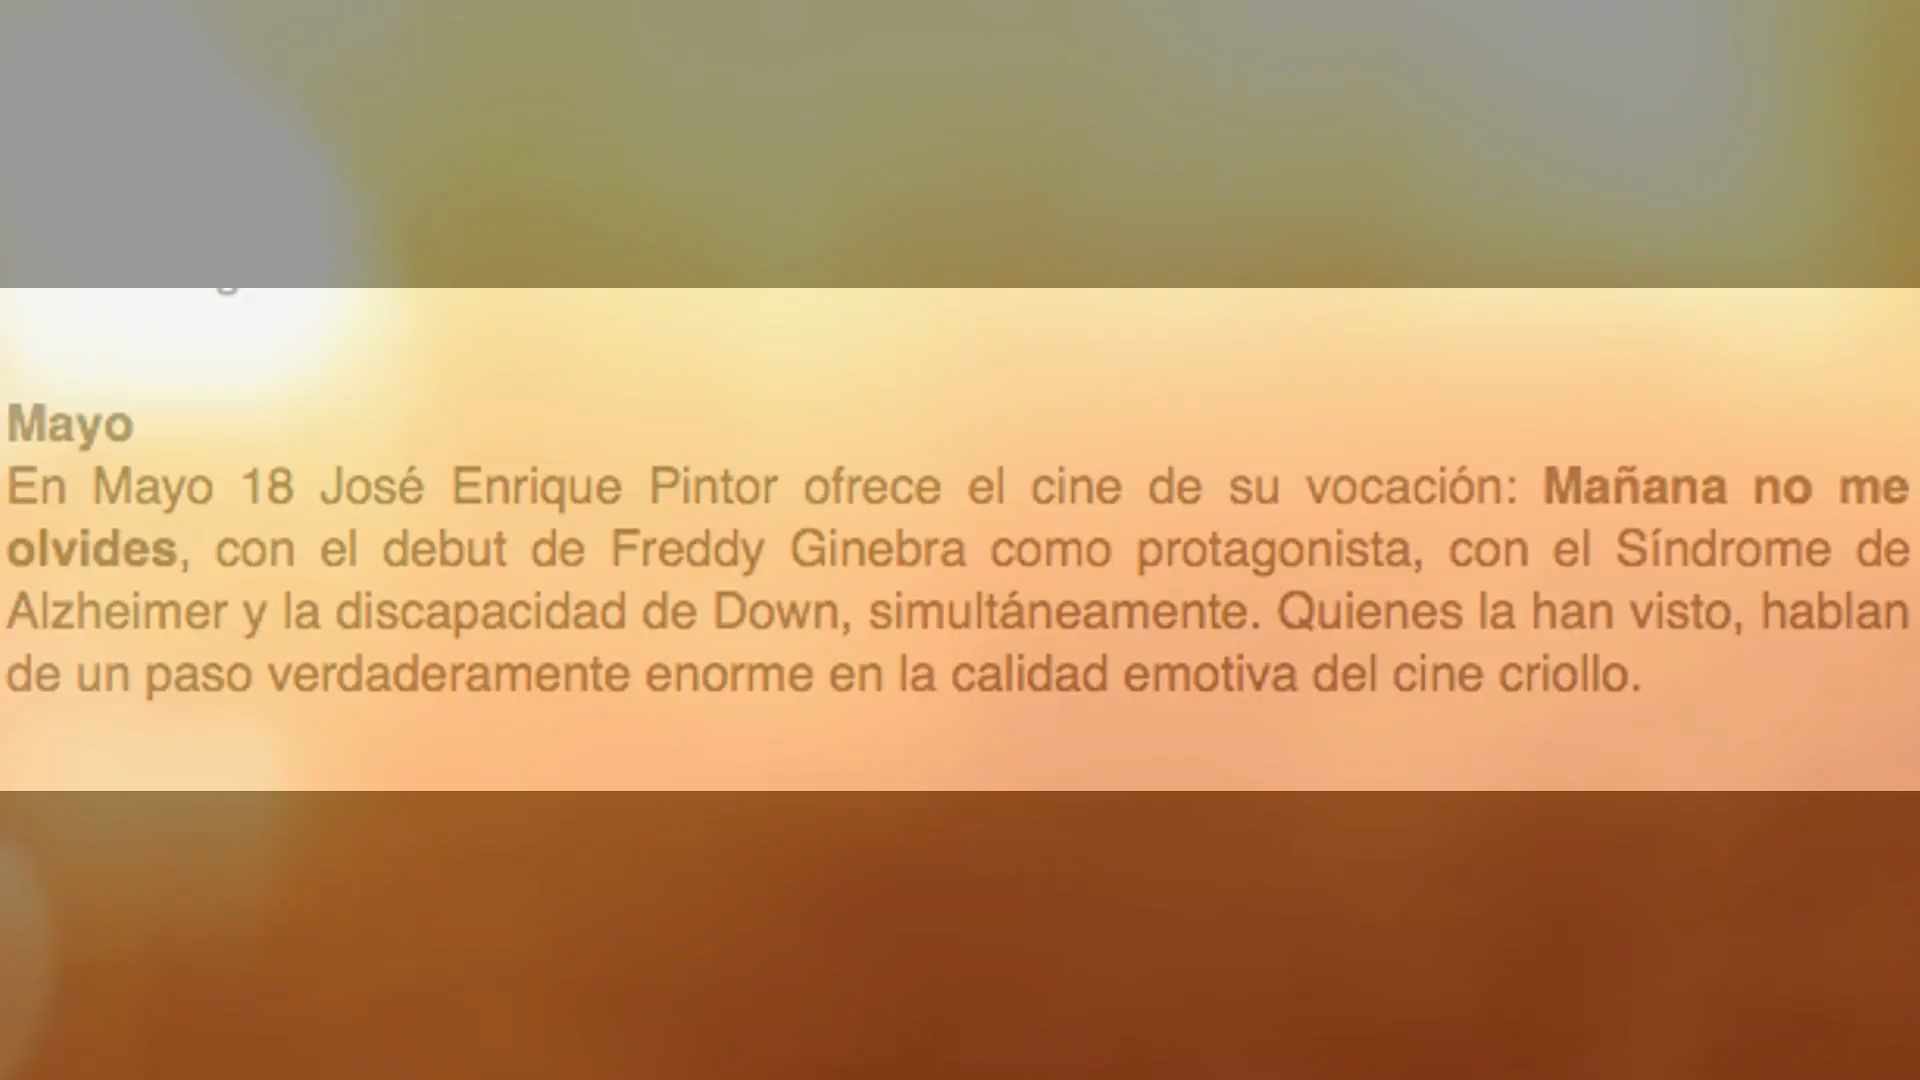 Mayo
En Mayo 18 José Enrique Pintor ofrece el cine de su vocación: Mañana no me
olvides, con el debut de Freddy Ginebra como protagonista, con el Síndrome de
Alzheimer y la discapacidad de Down, simultáneamente. Quienes la han visto, hablan
de un paso verdaderamente enorme en la calidad emotiva del cine criollo.